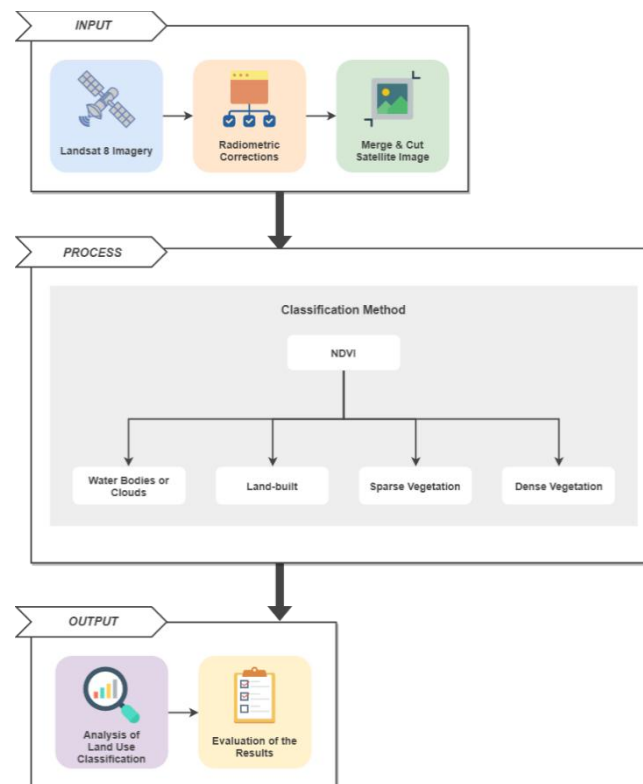 INPUT
Landsat 8 Imagery
Radiometric
Corrections
Merge & Cut
Satellite Image
PROCESS
Classification Method
NDVI
Water Bodies or
Clouds
Land-built
Sparse Vegetation
Dense Vegetation
OUTPUT
Analysis of
Land Use
Classification
Evaluation of the
Results